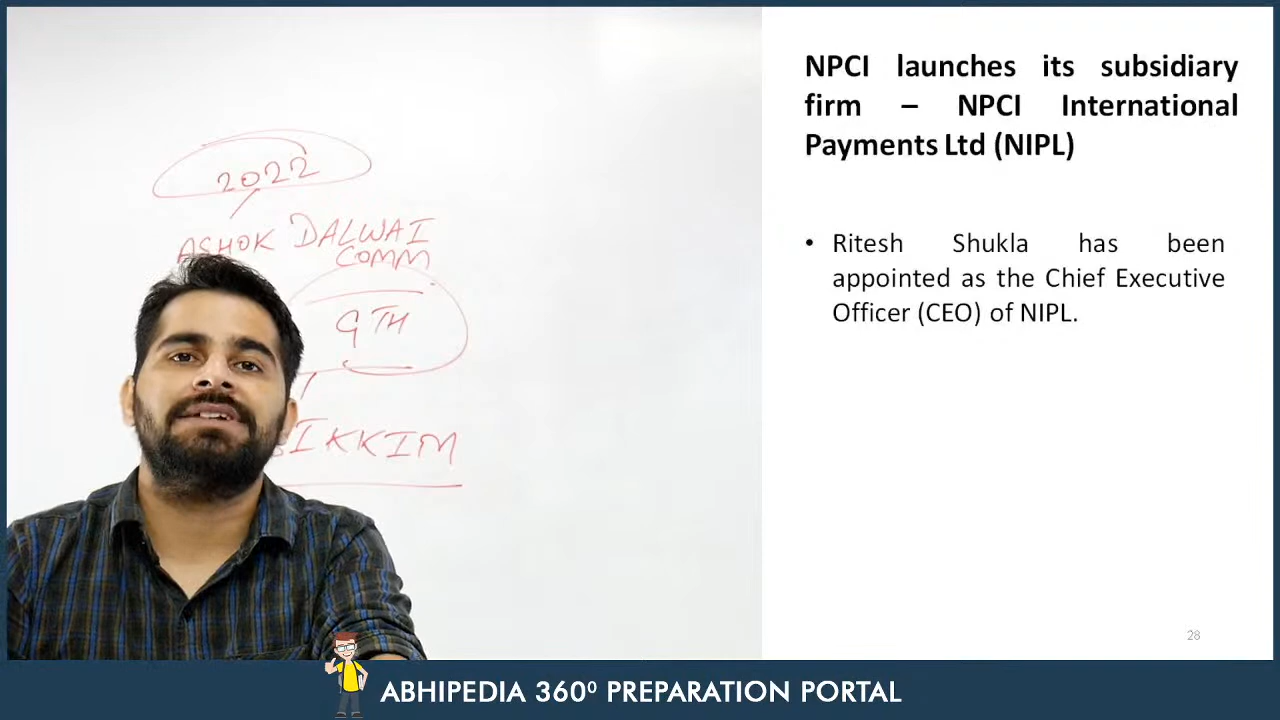 2022
ASHOK DALWAI
COMM
9TH
IKKIM
NPCI launches its subsidiary
firm – NPCI International
Payments Ltd (NIPL)
• Ritesh Shukla has been
appointed as the Chief Executive
Officer (CEO) of NIPL.
28
ABHIPEDIA 360⁰ PREPARATION PORTAL